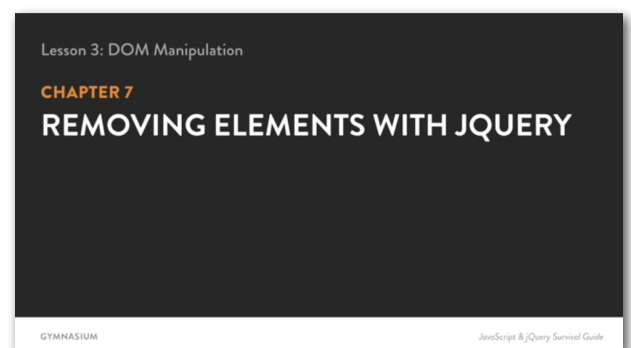 Lesson 3: DOM Manipulation
CHAPTER 7
REMOVING ELEMENTS WITH JQUERY
GYMNASIUM
JavaScript & jQuery Survival Guide